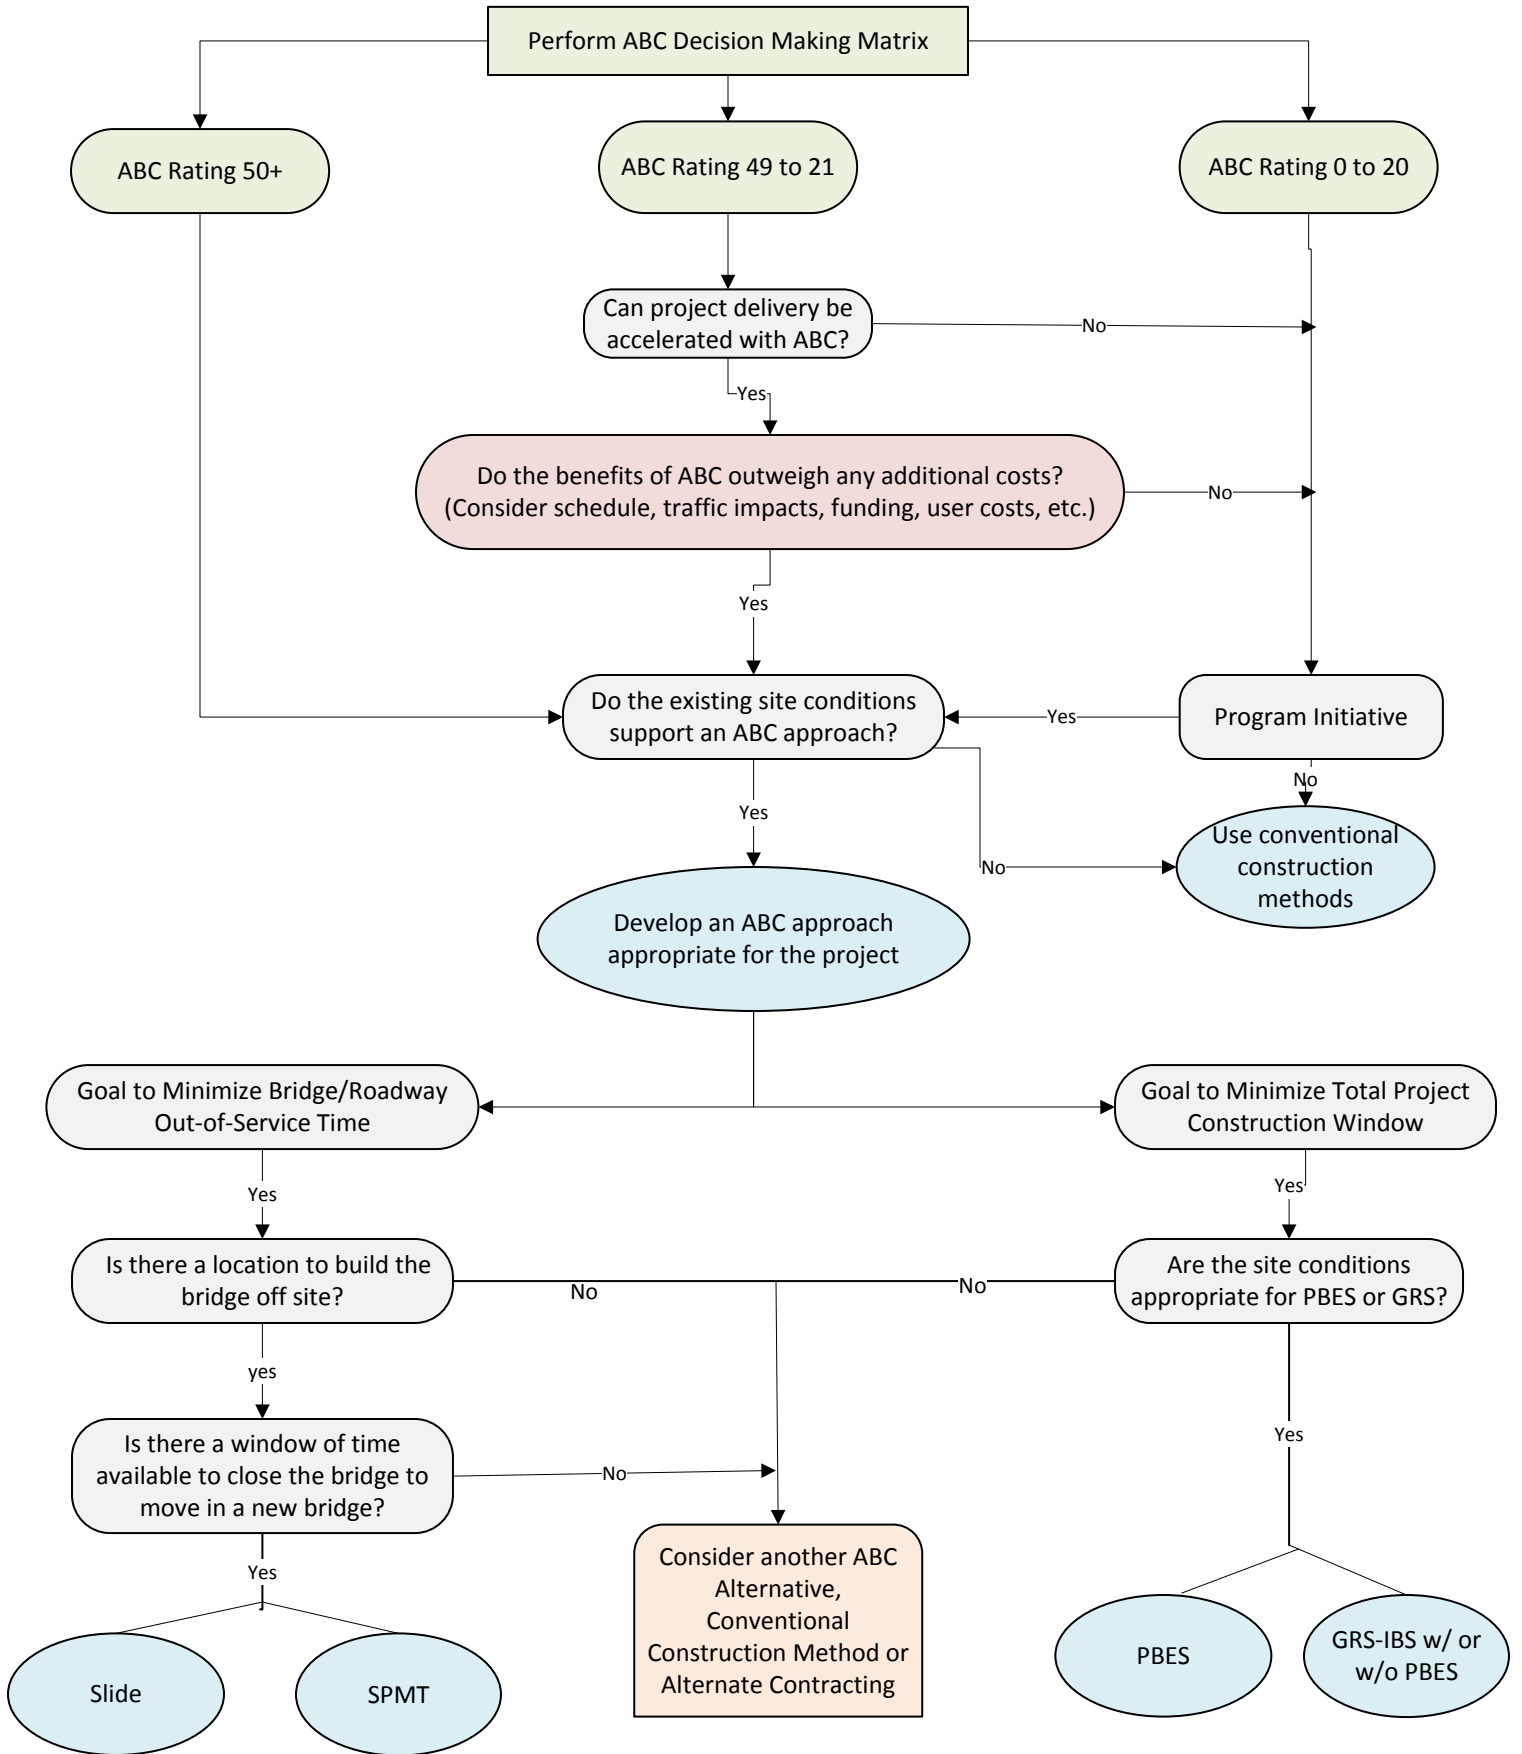 Perform ABC Decision Making Matrix
ABC Rating 50+
ABC Rating 49 to 21
ABC Rating 0 to 20
Can project delivery be
accelerated with ABC?
No
Yes
Do the benefits of ABC outweigh any additional costs?
(Consider schedule, traffic impacts, funding, user costs, etc.)
No
Yes
Do the existing site conditions
support an ABC approach?
Yes
Program Initiative
No
Yes
No
Use conventional
construction
methods
Develop an ABC approach
appropriate for the project
Goal to Minimize Bridge/Roadway
Out-of-Service Time
Goal to Minimize Total Project
Construction Window
Yes
Yes
Is there a location to build the
bridge off site?
No
No
Are the site conditions
appropriate for PBES or GRS?
yes
Is there a window of time
available to close the bridge to
move in a new bridge?
No
Yes
Yes
Consider another ABC
Alternative,
Conventional
Construction Method or
Alternate Contracting
Slide
SPMT
PBES
GRS-IBS w/ or
w/o PBES